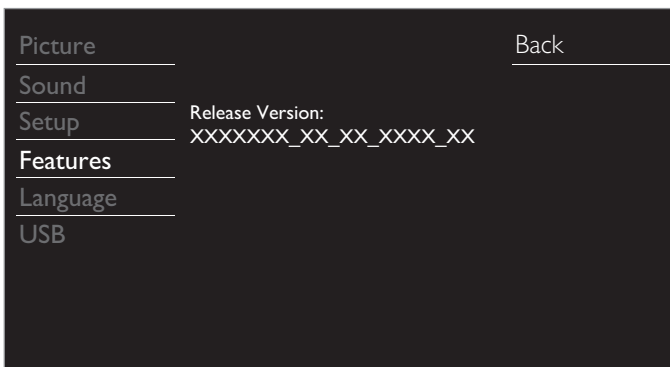 Picture
Sound
Setup
Features
Language
USB
Release Version:
XXXXXXX_XX_XX_XXXX_XX
Back